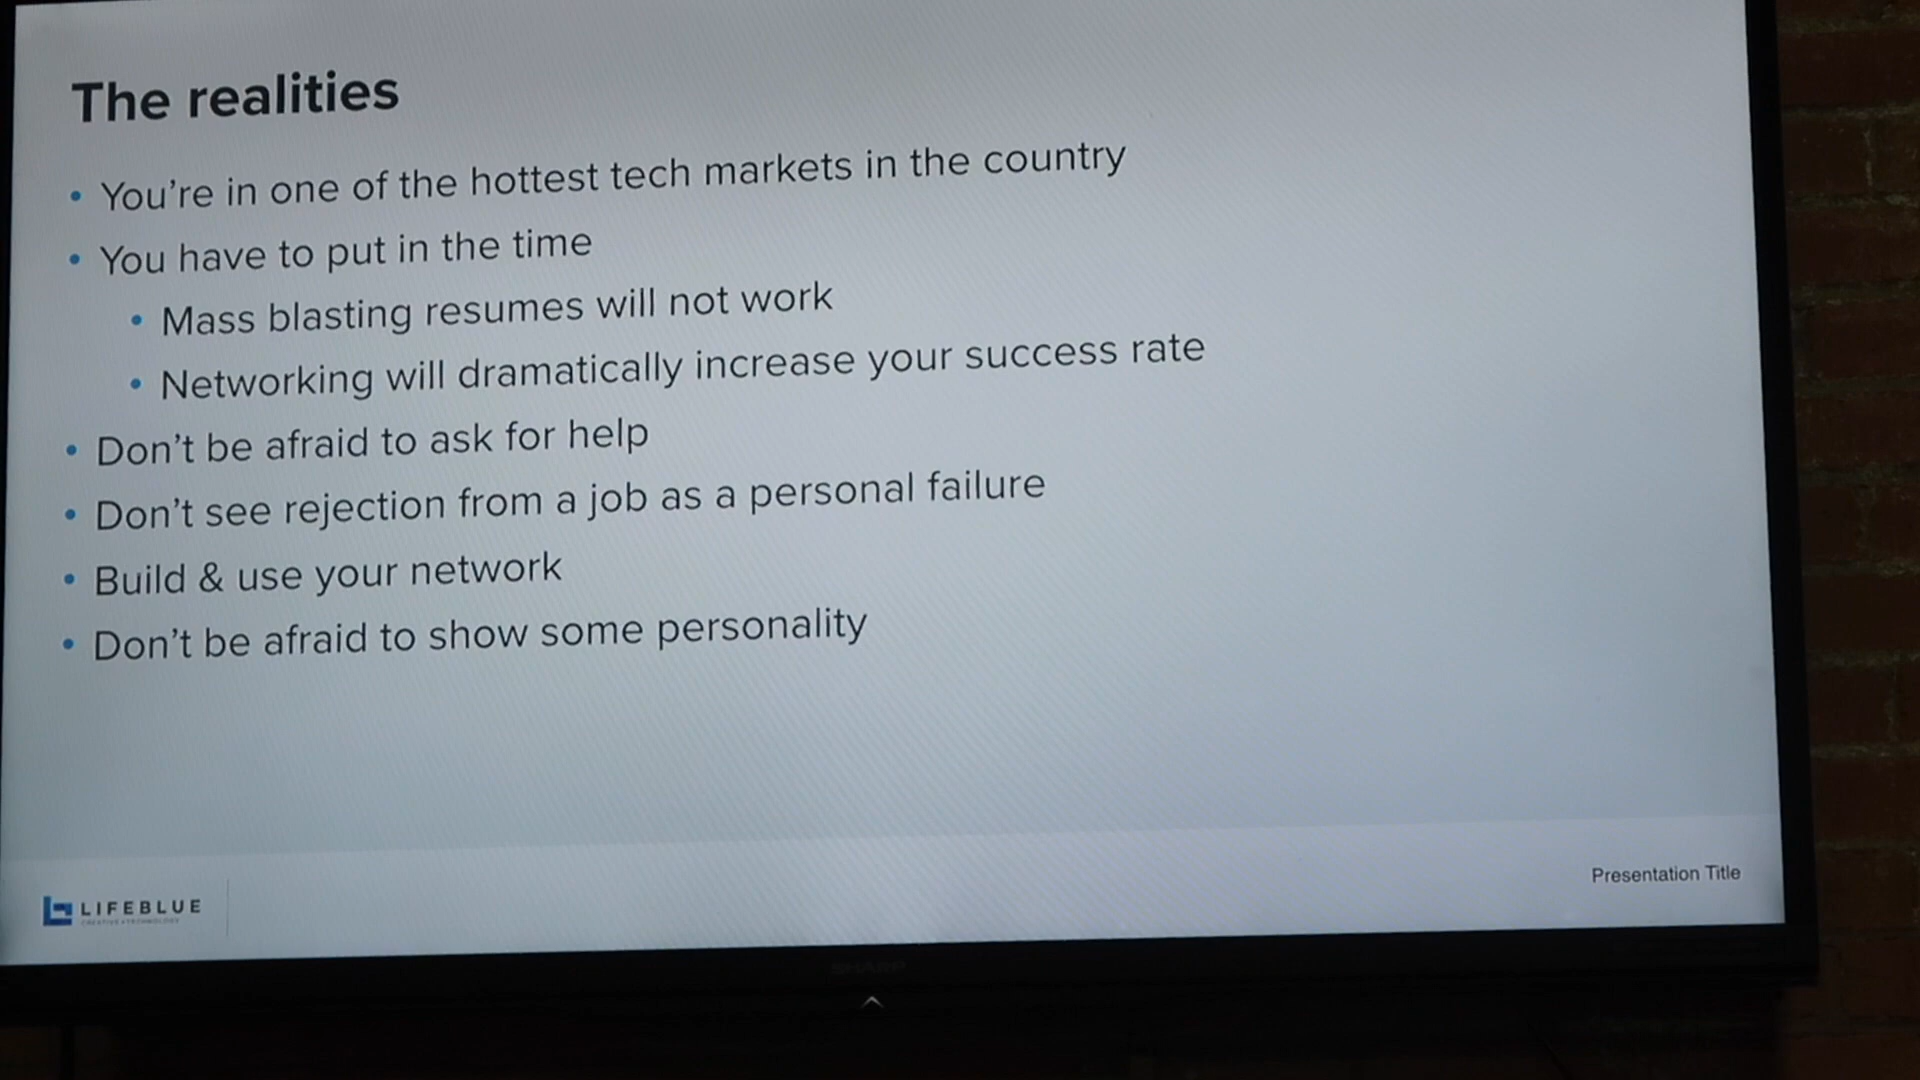 The realities
• You're in one of the hottest tech markets in the country
• You have to put in the time
• Mass blasting resumes will not work
• Networking will dramatically increase your success rate
• Don't be afraid to ask for help
• Don't see rejection from a job as a personal failure
• Build & use your network
• Don't be afraid to show some personality
LIFEBLUE
CREATIVE + TECHNOLOGY
Presentation Title
SHARP